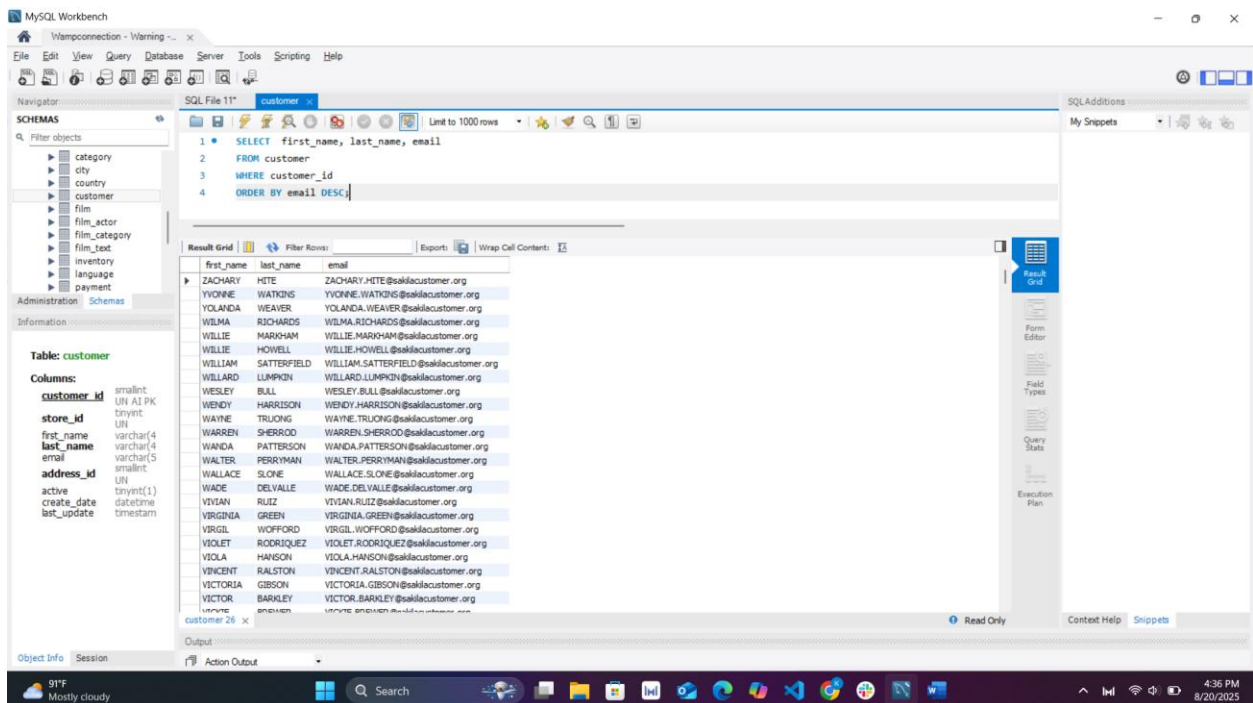 MySQL Workbench
Wampconnection - Warning -...
File Edit View Query Database Server Tools Scripting Help
Navigator
SCHEMAS
Filter objects
category
city
country
customer
film
film_actor
film_category
film_text
inventory
language
payment
Administration Schemas
Information
Table: customer
Columns:
customer_id smallint UN AI PK
store_id tinyint UN
first_name varchar(4
last_name varchar(4
email varchar(5
address_id smallint UN
active tinyint(1)
create_date datetime
last_update timestam
Object Info Session
SQL File 11* customer
Limit to 1000 rows
1 SELECT first_name, last_name, email
2 FROM customer
3 WHERE customer_id
4 ORDER BY email DESC;
Result Grid Filter Rows: Export: Wrap Cell Content:
first_name last_name email
ZACHARY HITE ZACHARY.HITE@sakilacustomer.org
YVONNE WATKINS YVONNE.WATKINS@sakilacustomer.org
YOLANDA WEAVER YOLANDA.WEAVER@sakilacustomer.org
WILMA RICHARDS WILMA.RICHARDS@sakilacustomer.org
WILLIE MARKHAM WILLIE.MARKHAM@sakilacustomer.org
WILLIE HOWELL WILLIE.HOWELL@sakilacustomer.org
WILLIAM SATTERFIELD WILLIAM.SATTERFIELD@sakilacustomer.org
WILLARD LUMPKIN WILLARD.LUMPKIN@sakilacustomer.org
WESLEY BULL WESLEY.BULL@sakilacustomer.org
WENDY HARRISON WENDY.HARRISON@sakilacustomer.org
WAYNE TRUONG WAYNE.TRUONG@sakilacustomer.org
WARREN SHERROD WARREN.SHERROD@sakilacustomer.org
WANDA PATTERSON WANDA.PATTERSON@sakilacustomer.org
WALTER PERRYMAN WALTER.PERRYMAN@sakilacustomer.org
WALLACE SLONE WALLACE.SLONE@sakilacustomer.org
WADE DELVALLE WADE.DELVALLE@sakilacustomer.org
VIVIAN RUIZ VIVIAN.RUIZ@sakilacustomer.org
VIRGINIA GREEN VIRGINIA.GREEN@sakilacustomer.org
VIRGIL WOFFORD VIRGIL.WOFFORD@sakilacustomer.org
VIOLET RODRIQUEZ VIOLET.RODRIQUEZ@sakilacustomer.org
VIOLA HANSON VIOLA.HANSON@sakilacustomer.org
VINCENT RALSTON VINCENT.RALSTON@sakilacustomer.org
VICTORIA GIBSON VICTORIA.GIBSON@sakilacustomer.org
VICTOR BARKLEY VICTOR.BARKLEY@sakilacustomer.org
Result Grid
Form Editor
Field Types
Query Stats
Execution Plan
customer 26 Read Only
Output
Action Output
SQLAdditions
My Snippets
Context Help Snippets
91°F
Mostly cloudy
Search
4:36 PM
8/20/2025